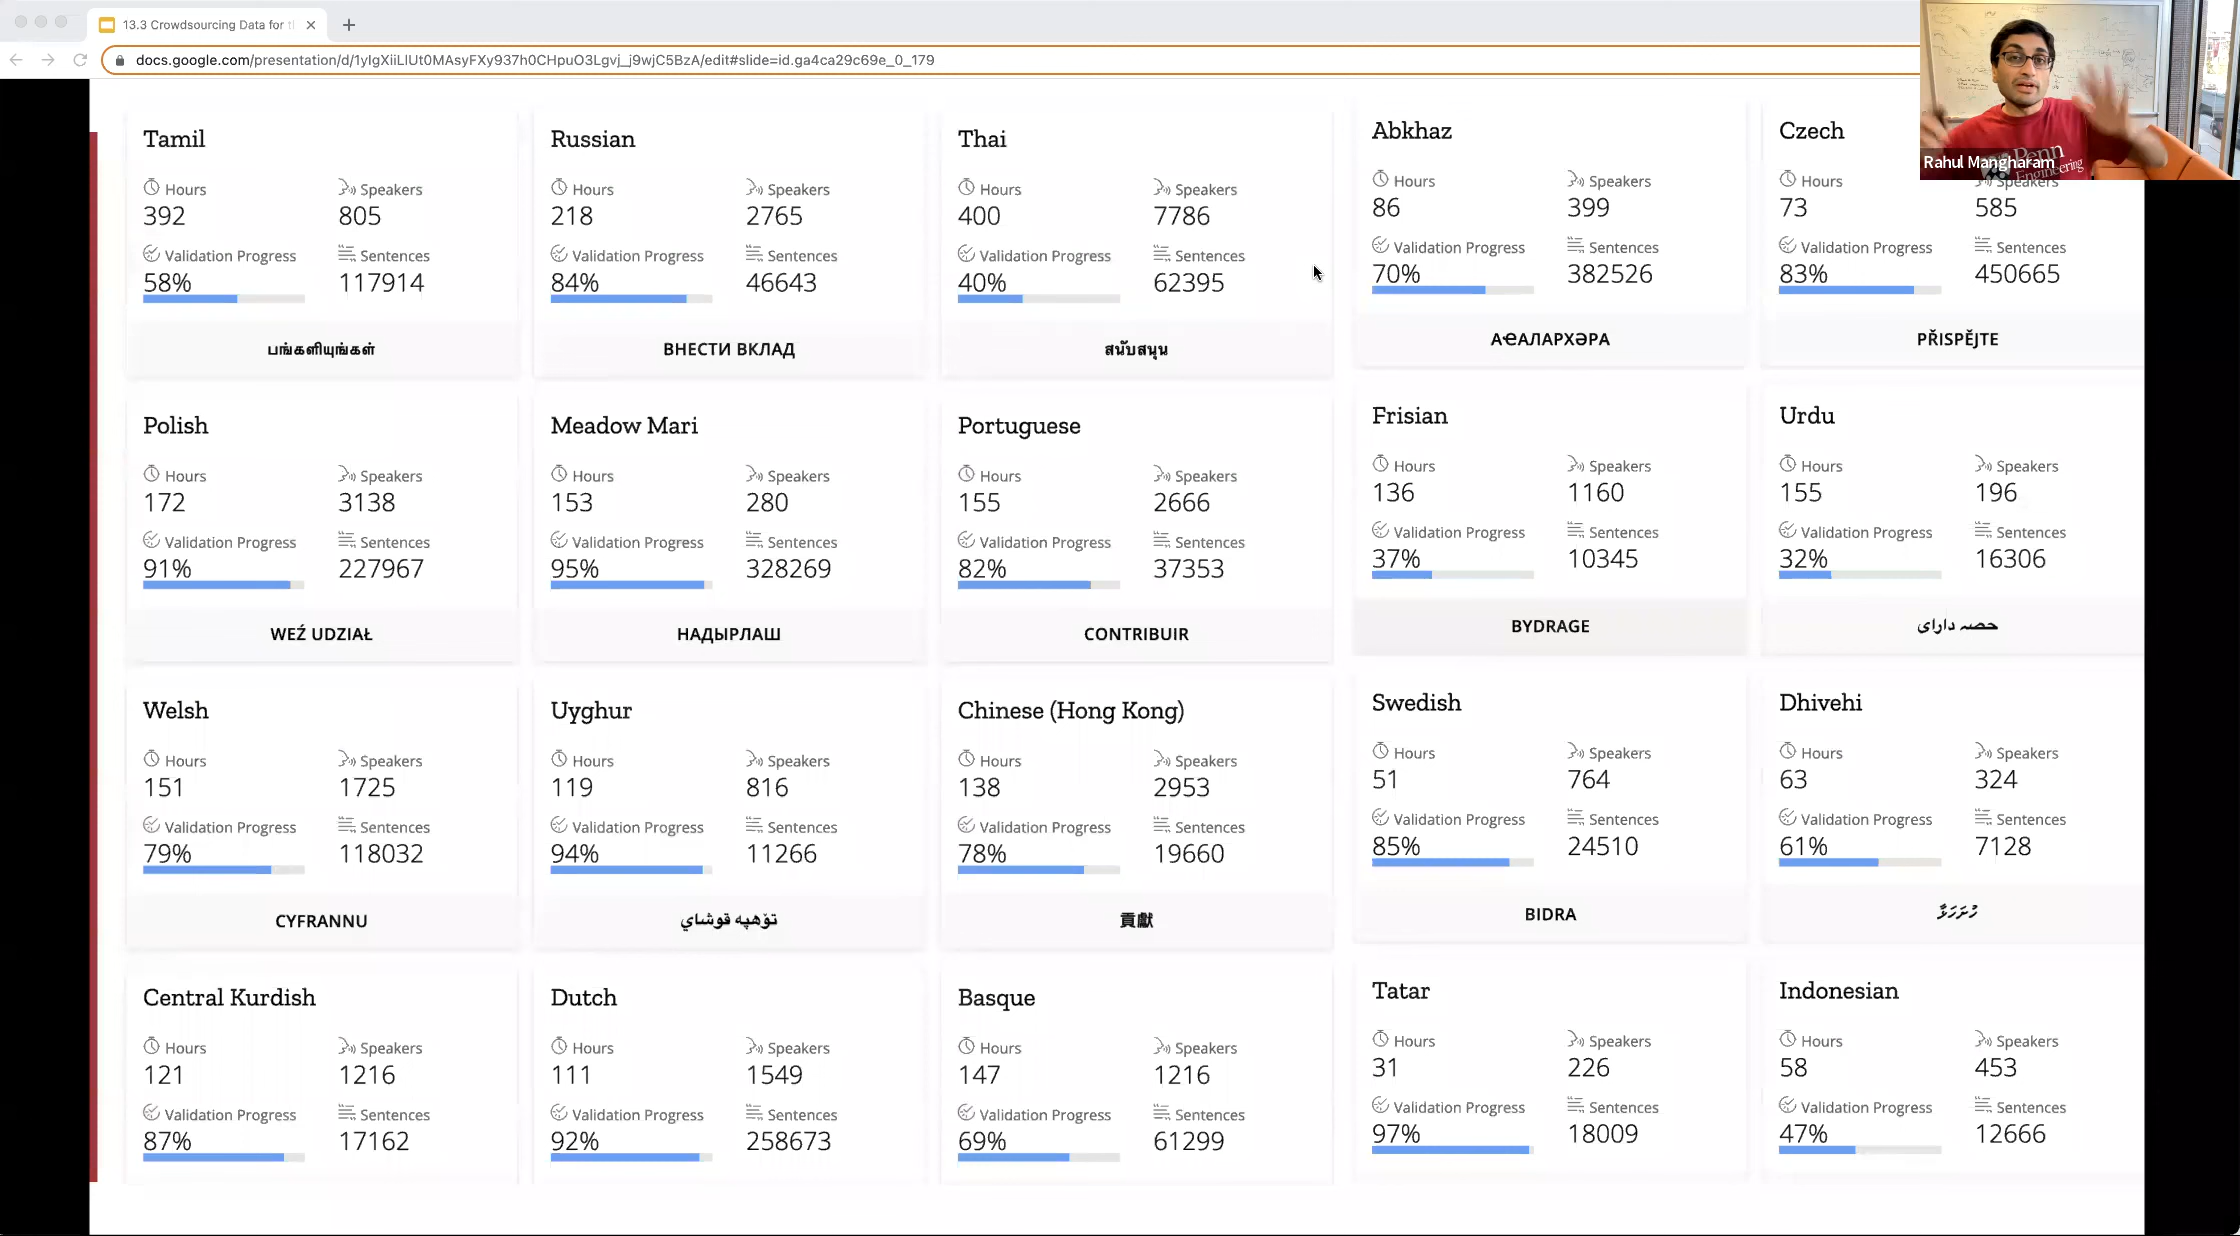 13.3 Crowdsourcing Data for t
docs.google.com/presentation/d/1yIgXiiLIUt0MAsyFXy937h0CHpuO3Lgvj_j9wjC5BzA/edit#slide=id.ga4ca29c69e_0_179
Rahul Mangharam
Penn
Engineering
Tamil
Hours Speakers
392 805
Validation Progress Sentences
58% 117914
பங்களியுங்கள்
Russian
Hours Speakers
218 2765
Validation Progress Sentences
84% 46643
ВНЕСТИ ВКЛАД
Thai
Hours Speakers
400 7786
Validation Progress Sentences
40% 62395
สนับสนุน
Abkhaz
Hours Speakers
86 399
Validation Progress Sentences
70% 382526
АҾАЛАРХӘРА
Czech
Hours Speakers
73 585
Validation Progress Sentences
83% 450665
PŘISPĚJTE
Polish
Hours Speakers
172 3138
Validation Progress Sentences
91% 227967
WEŹ UDZIAŁ
Meadow Mari
Hours Speakers
153 280
Validation Progress Sentences
95% 328269
НАДЫРЛАШ
Portuguese
Hours Speakers
155 2666
Validation Progress Sentences
82% 37353
CONTRIBUIR
Frisian
Hours Speakers
136 1160
Validation Progress Sentences
37% 10345
BYDRAGE
Urdu
Hours Speakers
155 196
Validation Progress Sentences
32% 16306
حصہ دارای
Welsh
Hours Speakers
151 1725
Validation Progress Sentences
79% 118032
CYFRANNU
Uyghur
Hours Speakers
119 816
Validation Progress Sentences
94% 11266
تۆھپە قوشاي
Chinese (Hong Kong)
Hours Speakers
138 2953
Validation Progress Sentences
78% 19660
貢獻
Swedish
Hours Speakers
51 764
Validation Progress Sentences
85% 24510
BIDRA
Dhivehi
Hours Speakers
63 324
Validation Progress Sentences
61% 7128
Central Kurdish
Hours Speakers
121 1216
Validation Progress Sentences
87% 17162
Dutch
Hours Speakers
111 1549
Validation Progress Sentences
92% 258673
Basque
Hours Speakers
147 1216
Validation Progress Sentences
69% 61299
Tatar
Hours Speakers
31 226
Validation Progress Sentences
97% 18009
Indonesian
Hours Speakers
58 453
Validation Progress Sentences
47% 12666